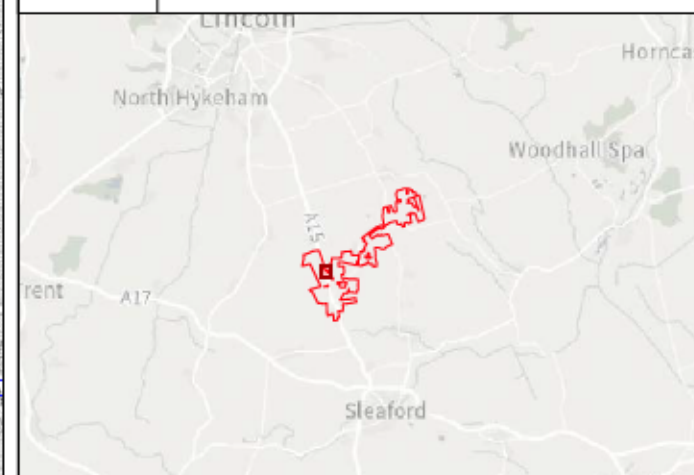 Lincoln
Hornca
North Hykeham
Woodhall Spa
A15
rent
A17
Sleaford